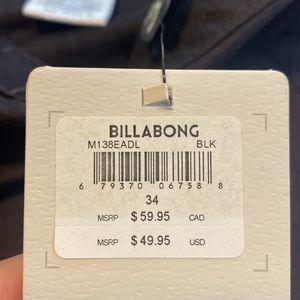 BILLABONG
M138EADL BLK
6 79370 06758 8
34
MSRP $59.95 CAD
MSRP $49.95 USD